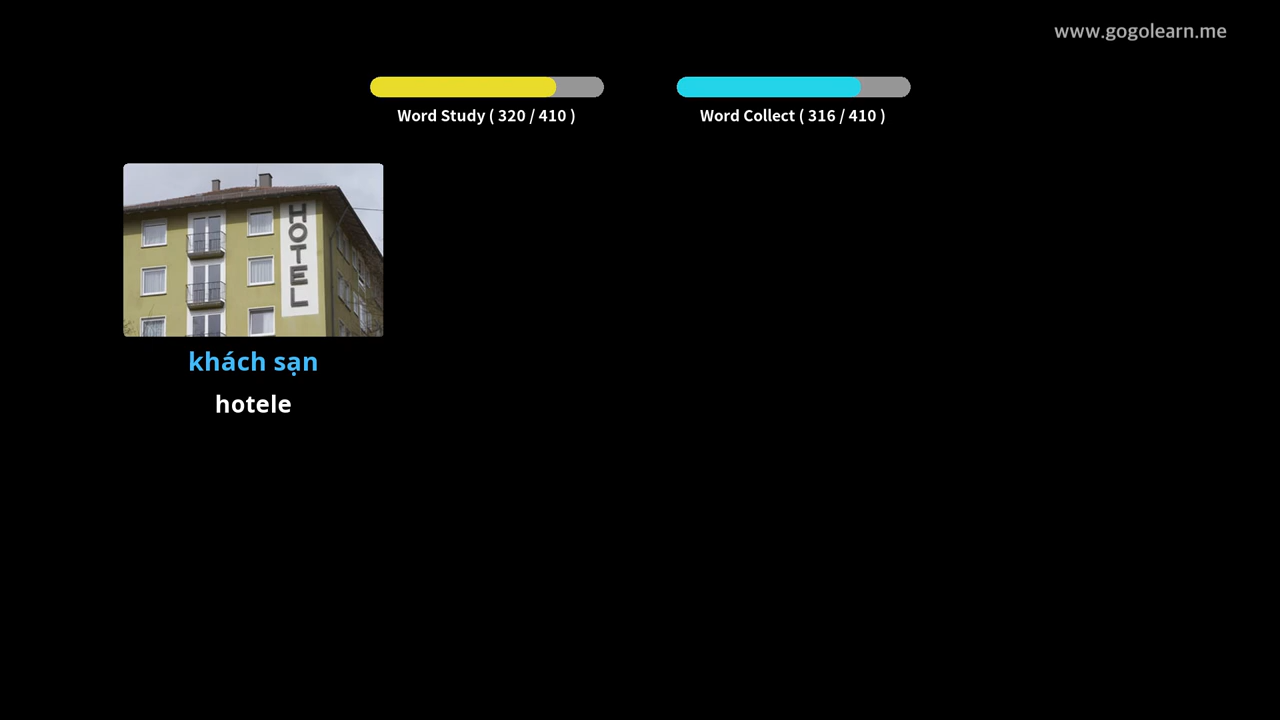 www.gogolearn.me
Word Study ( 320 / 410 )
Word Collect ( 316 / 410 )
HOTEL
khách sạn
hotele